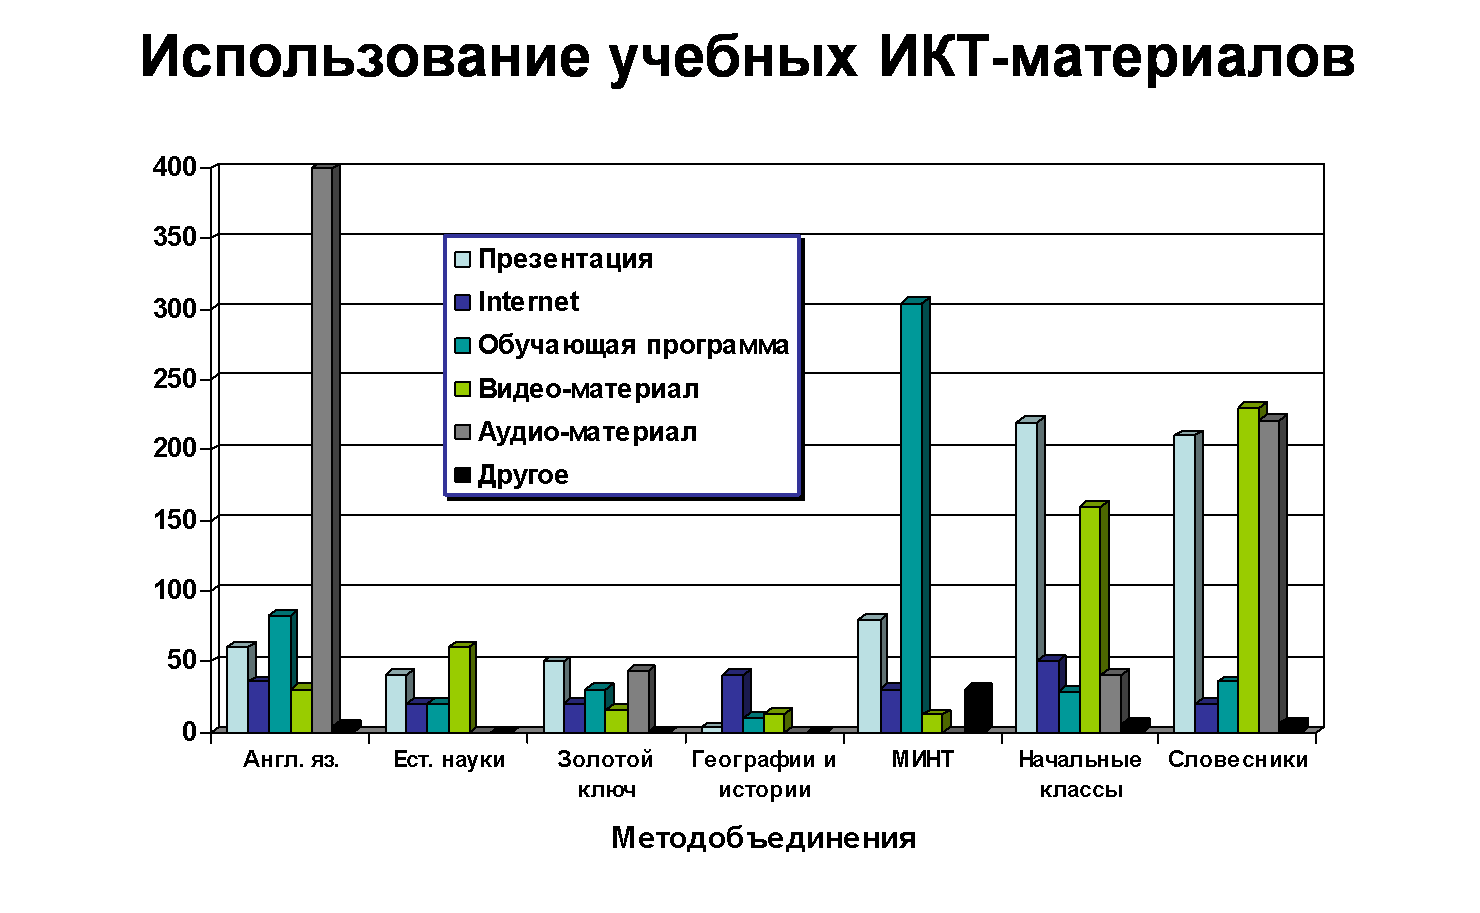 Использование учебных ИКТ-материалов
400
350
300
250
200
150
100
50
0
Презентация
Internet
Обучающая программа
Видео-материал
Аудио-материал
Другое
Англ. яз.
Ест. науки
Золотой ключ
Географии и истории
МИНТ
Начальные классы
Словесники
Методобъединения